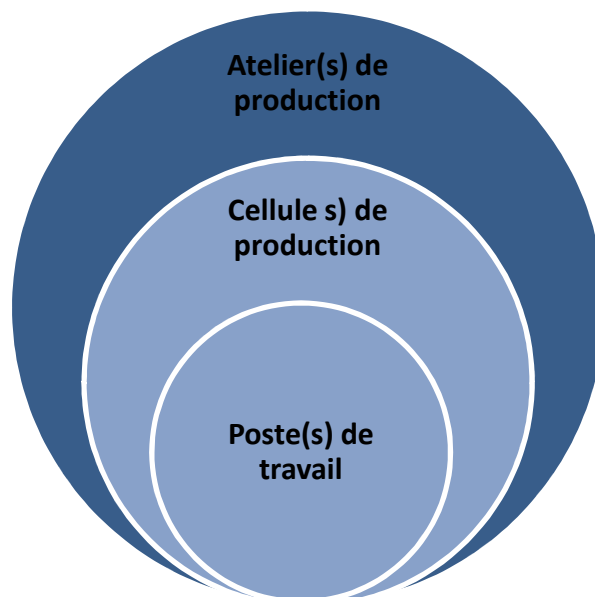 Atelier(s) de
production
Cellule s) de
production
Poste(s) de
travail